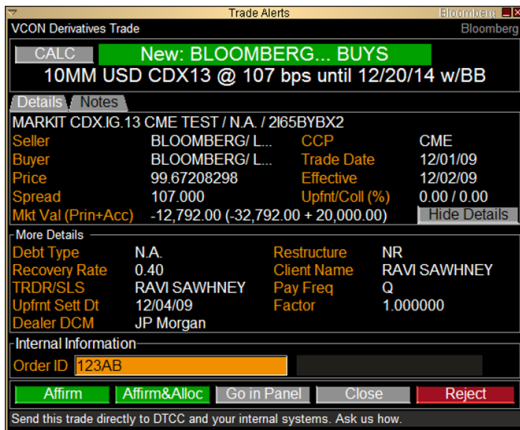 Trade Alerts
Bloomberg
VCON Derivatives Trade
Bloomberg
CALC
New: BLOOMBERG... BUYS
10MM USD CDX13 @ 107 bps until 12/20/14 w/BB
Details Notes
MARKIT CDX.IG.13 CME TEST / N.A. / 2I65BYBX2
Seller BLOOMBERG/ L... CCP CME
Buyer BLOOMBERG/ L... Trade Date 12/01/09
Price 99.67208298 Effective 12/02/09
Spread 107.000 Upfnt/Coll (%) 0.00 / 0.00
Mkt Val (Prin+Acc) -12,792.00 (-32,792.00 + 20,000.00) Hide Details
More Details
Debt Type N.A. Restructure NR
Recovery Rate 0.40 Client Name RAVI SAWHNEY
TRDR/SLS RAVI SAWHNEY Pay Freq Q
Upfrnt Sett Dt 12/04/09 Factor 1.000000
Dealer DCM JP Morgan
Internal Information
Order ID 123AB
Affirm Affirm&Alloc Go in Panel Close Reject
Send this trade directly to DTCC and your internal systems. Ask us how.